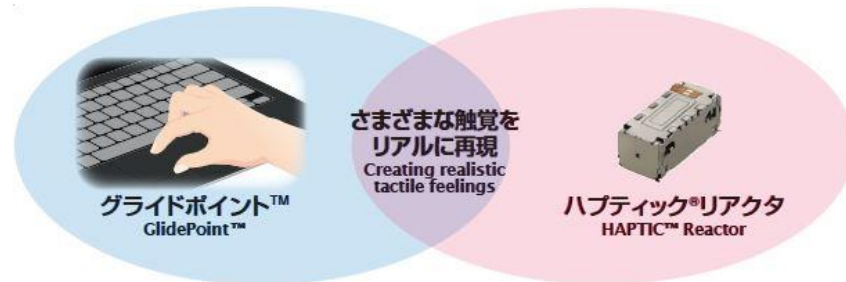 さまざまな触覚を
リアルに再現
Creating realistic
tactile feelings
グライドポイント™
GlidePoint™
ハプティック®リアクタ
HAPTIC™ Reactor